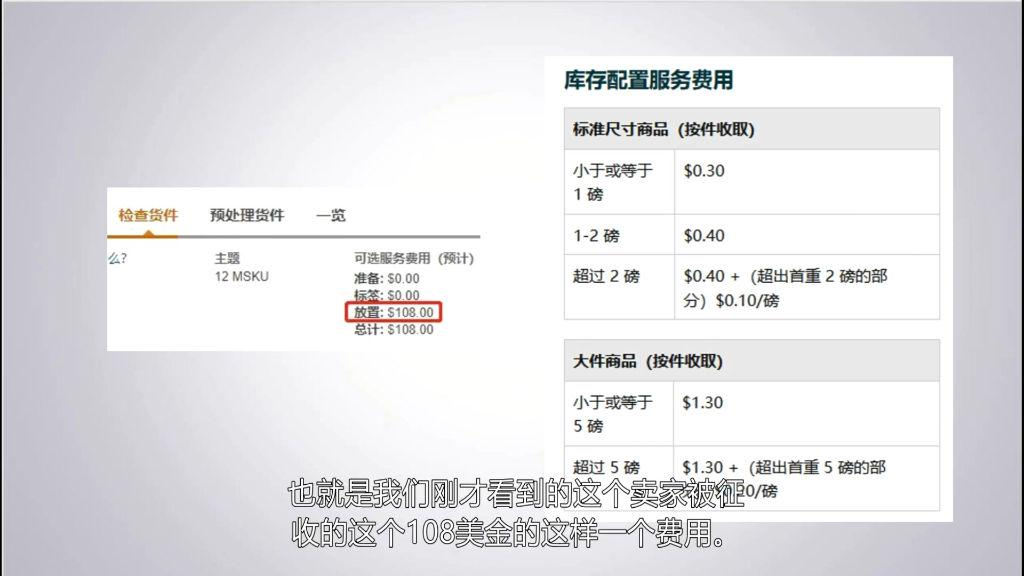 检查货件 预处理货件 一览
么? 主题 可选服务费用（预计）
12 MSKU 准备: $0.00
标签: $0.00
放置: $108.00
总计: $108.00
库存配置服务费用
标准尺寸商品（按件收取）
小于或等于 $0.30
1 磅
1-2 磅 $0.40
超过 2 磅 $0.40 +（超出首重 2 磅的部
分）$0.10/磅
大件商品（按件收取）
小于或等于 $1.30
5 磅
超过 5 磅 $1.30 +（超出首重 5 磅的部
20/磅
也就是我们刚才看到的这个卖家被征
收的这个108美金的这样一个费用。